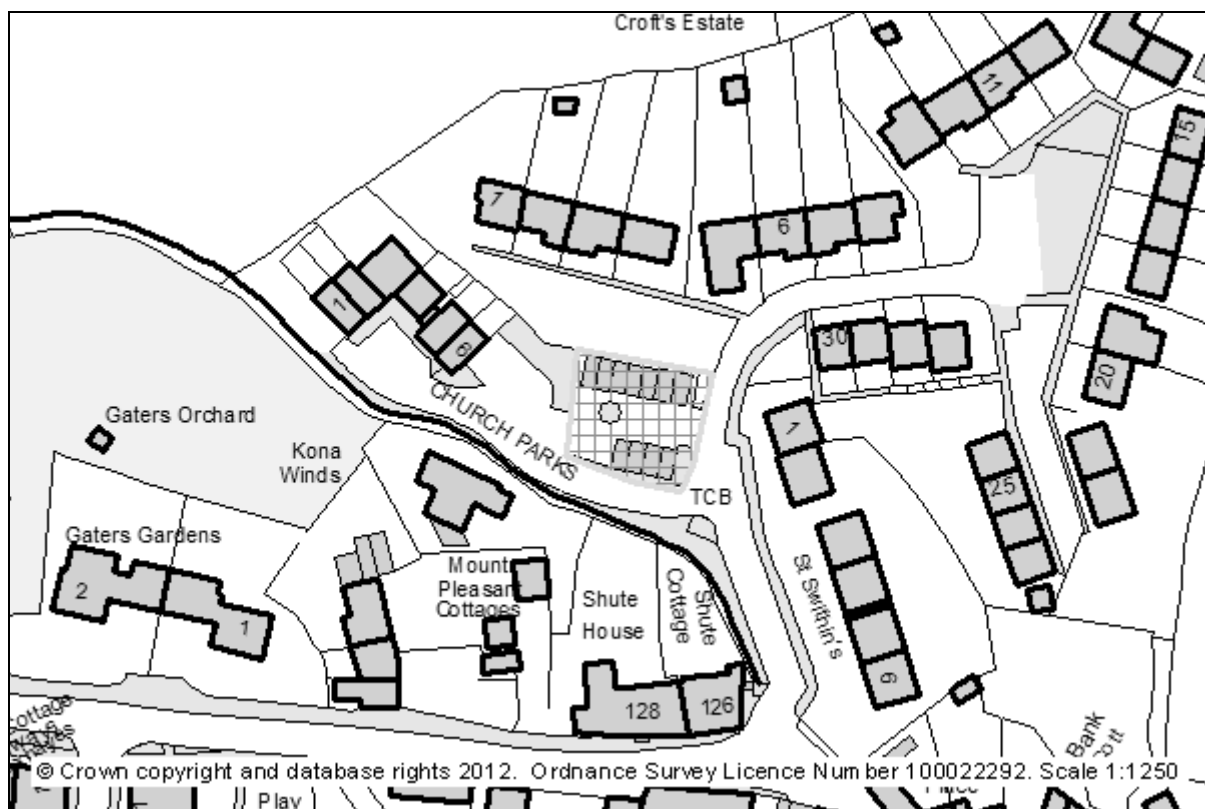 Croft's Estate
11
15
7
6
1
6
30
20
CHURCH PARKS
Gaters Orchard
Kona
Winds
1
25
TCB
Gaters Gardens
2
1
Mount
Pleasant
Cottages
Shute
House
Shute
Cottage
St Swithin's
6
128
126
Cottage
Bank
© Crown copyright and database rights 2012. Ordnance Survey Licence Number 100022292. Scale 1:1250
Play